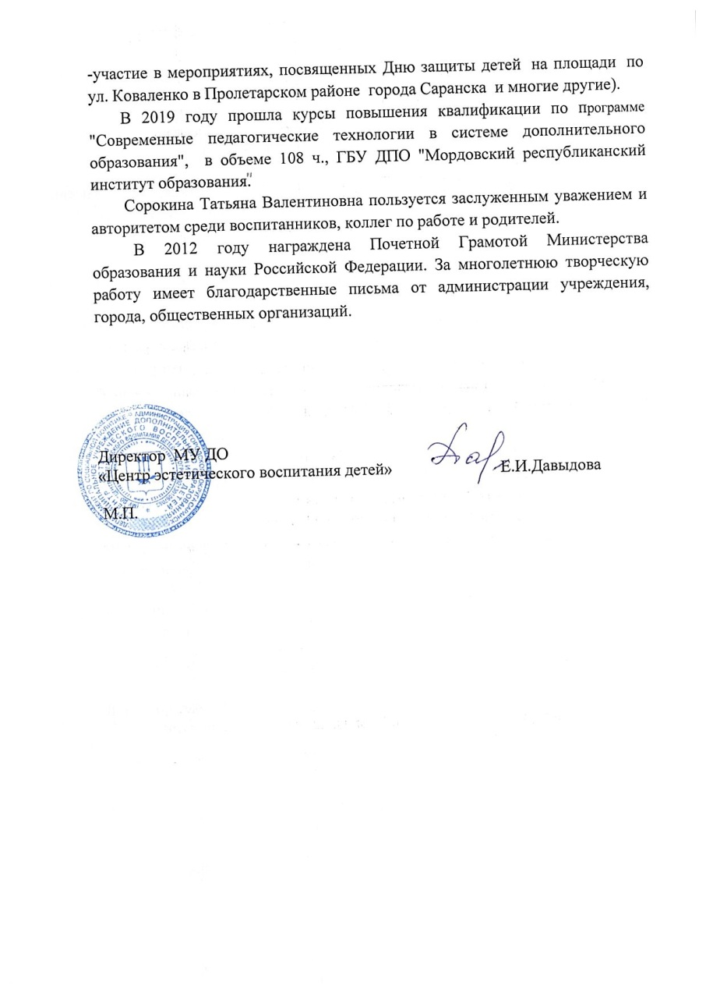 -участие в мероприятиях, посвященных Дню защиты детей на площади по
ул. Коваленко в Пролетарском районе города Саранска и многие другие).
В 2019 году прошла курсы повышения квалификации по программе
"Современные педагогические технологии в системе дополнительного
образования", в объеме 108 ч., ГБУ ДПО "Мордовский республиканский
институт образования".
Сорокина Татьяна Валентиновна пользуется заслуженным уважением и
авторитетом среди воспитанников, коллег по работе и родителей.
В 2012 году награждена Почетной Грамотой Министерства
образования и науки Российской Федерации. За многолетнюю творческую
работу имеет благодарственные письма от администрации учреждения,
города, общественных организаций.
Директор МУ ДО
«Центр эстетического воспитания детей» Е.И.Давыдова
М.П.